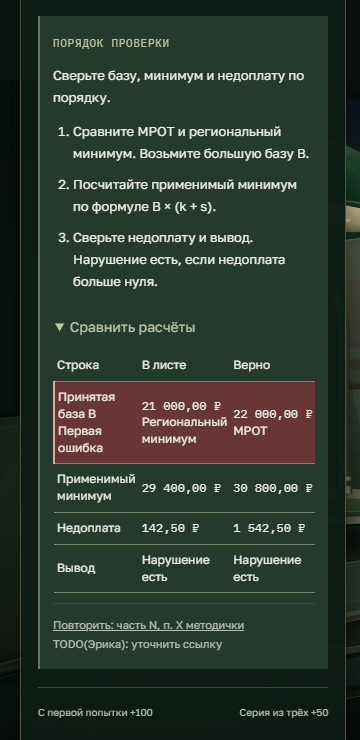 ПОРЯДОК ПРОВЕРКИ
Сверьте базу, минимум и недоплату по
порядку.
1. Сравните МРОТ и региональный
минимум. Возьмите большую базу B.
2. Посчитайте применимый минимум
по формуле B × (k + s).
3. Сверьте недоплату и вывод.
Нарушение есть, если недоплата
больше нуля.
▼ Сравнить расчёты
Строка В листе Верно
Принятая
база B
Первая
ошибка
21 000,00 ₽
Региональный
минимум
22 000,00 ₽
МРОТ
Применимый
минимум
29 400,00 ₽ 30 800,00 ₽
Недоплата 142,50 ₽ 1 542,50 ₽
Вывод
Нарушение
есть
Нарушение
есть
Повторить: часть N, п. X методички
TODO(Эрика): уточнить ссылку
С первой попытки +100 Серия из трёх +50